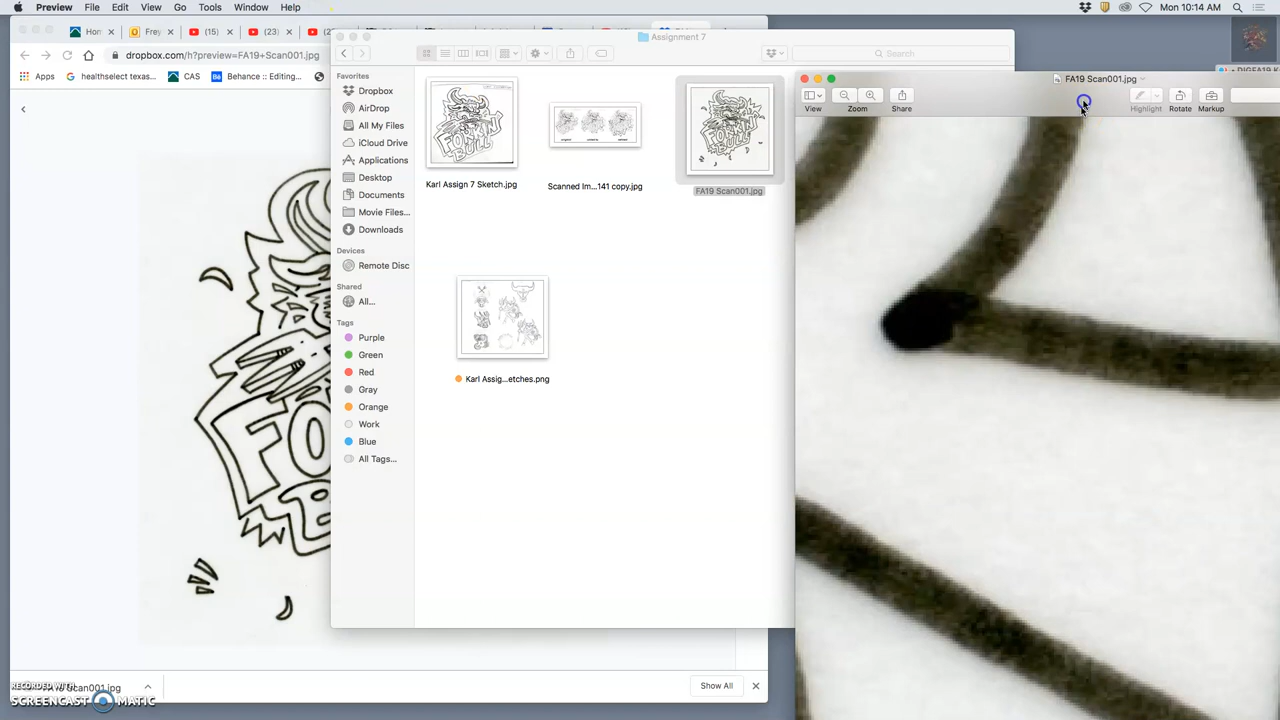 Preview File Edit View Go Tools Window Help
Mon 10:14 AM
(15) (23)
dropbox.com/h?preview=FA19+Scan001.jpg
Apps healthselect texas... CAS Behance :: Editing...
Assignment 7
Search
Favorites
Dropbox
AirDrop
All My Files
iCloud Drive
Applications
Desktop
Documents
Movie Files...
Downloads
Devices
Remote Disc
Shared
All...
Tags
Purple
Green
Red
Gray
Orange
Work
Blue
All Tags...
Karl Assign 7 Sketch.jpg
Scanned Im...141 copy.jpg
FA19 Scan001.jpg
Karl Assig...etches.png
FA19 Scan001.jpg
View Zoom Share Highlight Rotate Markup
RECORDED WITH
SCREENCAST MATIC
Scan001.jpg
Show All